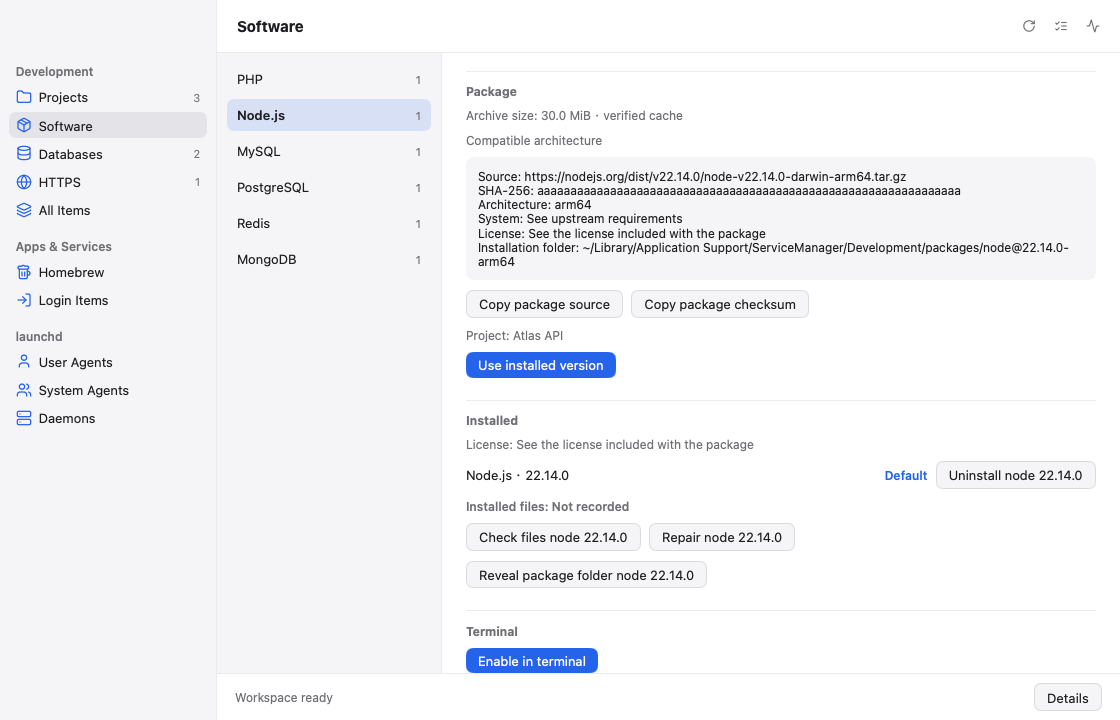 Software
Development
Projects 3
Software
Databases 2
HTTPS 1
All Items
Apps & Services
Homebrew
Login Items
launchd
User Agents
System Agents
Daemons
PHP 1
Node.js 1
MySQL 1
PostgreSQL 1
Redis 1
MongoDB 1
Package
Archive size: 30.0 MiB · verified cache
Compatible architecture
Source: https://nodejs.org/dist/v22.14.0/node-v22.14.0-darwin-arm64.tar.gz
SHA-256: aaaaaaaaaaaaaaaaaaaaaaaaaaaaaaaaaaaaaaaaaaaaaaaaaaaaaaaaaaaaaaaa
Architecture: arm64
System: See upstream requirements
License: See the license included with the package
Installation folder: ~/Library/Application Support/ServiceManager/Development/packages/node@22.14.0-
arm64
Copy package source Copy package checksum
Project: Atlas API
Use installed version
Installed
License: See the license included with the package
Node.js · 22.14.0 Default Uninstall node 22.14.0
Installed files: Not recorded
Check files node 22.14.0 Repair node 22.14.0
Reveal package folder node 22.14.0
Terminal
Enable in terminal
Workspace ready Details